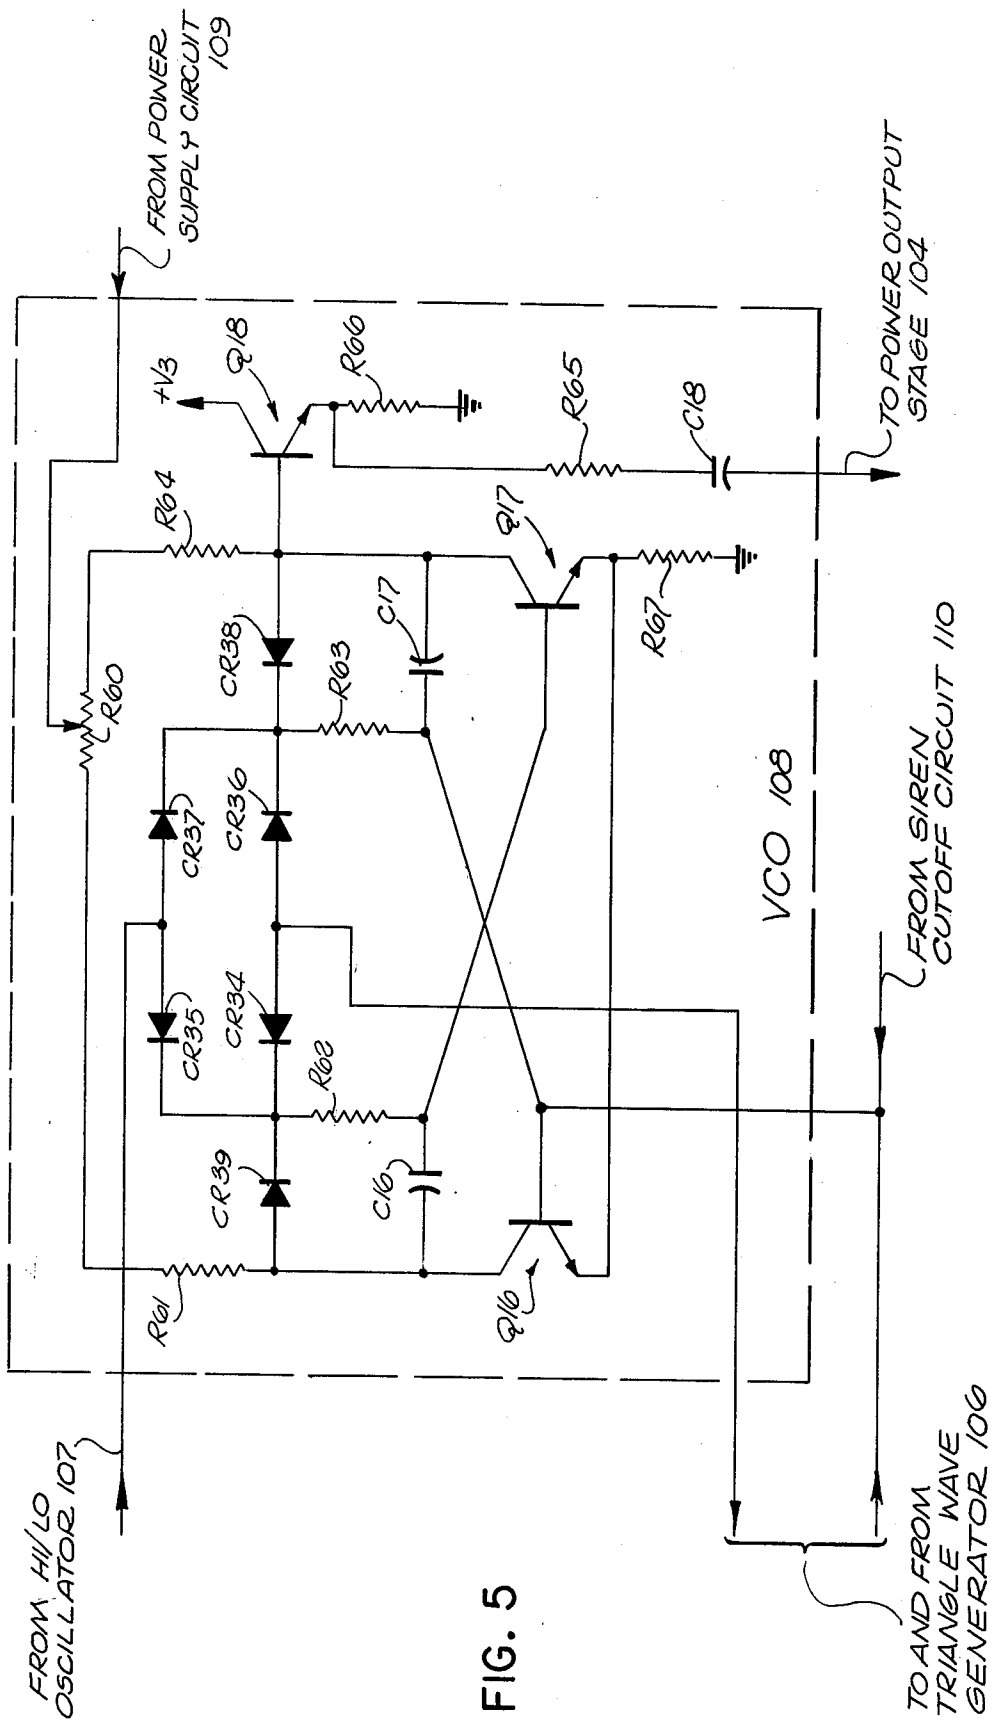 FROM POWER
SUPPLY CIRCUIT
109
+V3
Q18
R66
R64
R65
C18
TO POWER OUTPUT
STAGE 104
R60
CR38
R63
C17
Q17
R67
CR37
CR36
CR35
CR34
R62
CR39
C16
R61
Q16
VCO 108
FROM SIREN
CUTOFF CIRCUIT 110
FROM HI/LO
OSCILLATOR 107
TO AND FROM
TRIANGLE WAVE
GENERATOR 106
FIG. 5